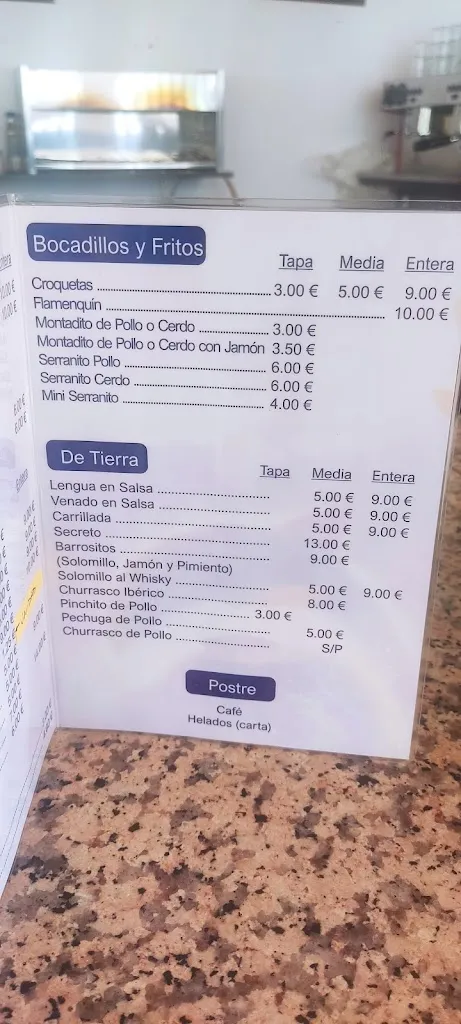 Bocadillos y Fritos
Tapa Media Entera
Croquetas ........ 3.00 € 5.00 € 9.00 €
Flamenquín ........ 10.00 €
Montadito de Pollo o Cerdo ........ 3.00 €
Montadito de Pollo o Cerdo con Jamón 3.50 €
Serranito Pollo ........ 6.00 €
Serranito Cerdo ........ 6.00 €
Mini Serranito ........ 4.00 €
De Tierra
Tapa Media Entera
Lengua en Salsa ........ 5.00 € 9.00 €
Venado en Salsa ........ 5.00 € 9.00 €
Carrillada ........ 5.00 € 9.00 €
Secreto ........ 13.00 €
Barrositos ........ 9.00 €
(Solomillo, Jamón y Pimiento)
Solomillo al Whisky ........ 5.00 € 9.00 €
Churrasco Ibérico ........ 8.00 €
Pinchito de Pollo ........ 3.00 €
Pechuga de Pollo ........ 5.00 €
Churrasco de Pollo ........ S/P
Postre
Café
Helados (carta)